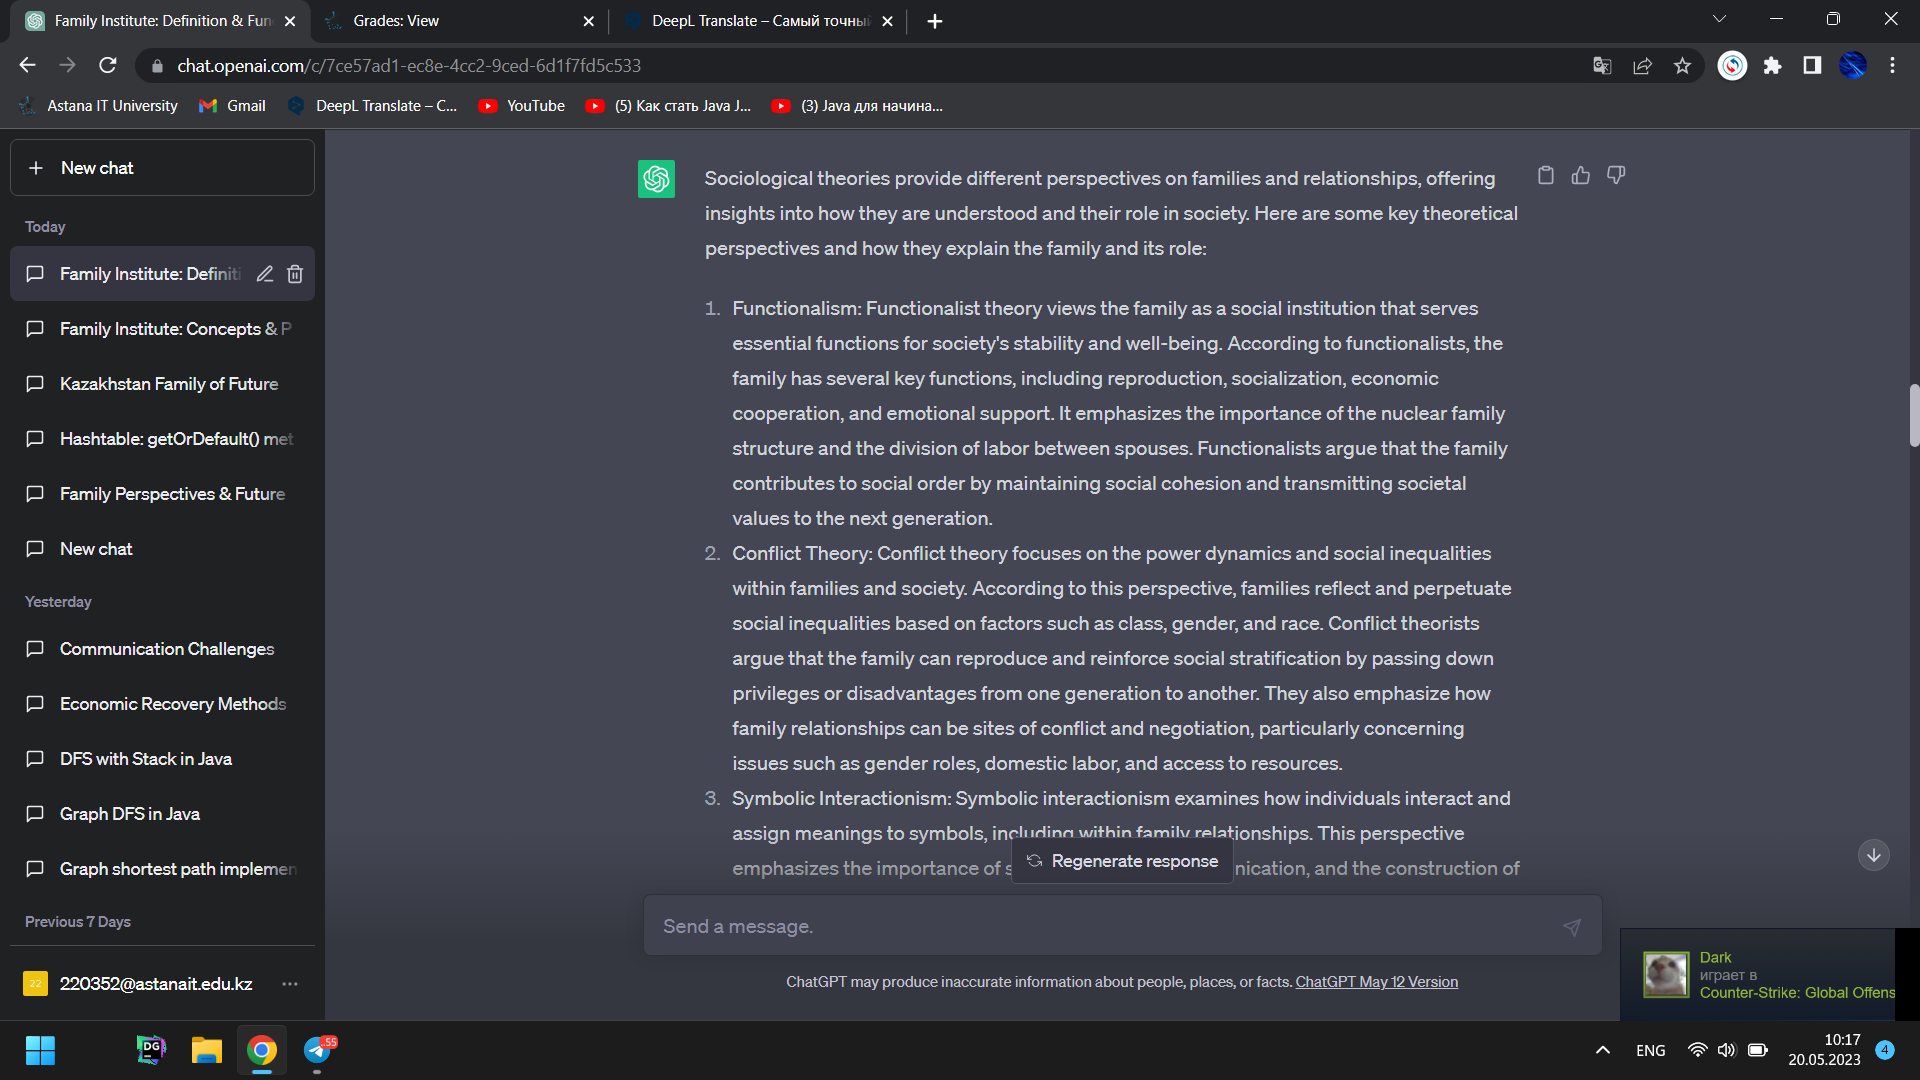 Family Institute: Definition & Fun
Grades: View
DeepL Translate – Самый точный
chat.openai.com/c/7ce57ad1-ec8e-4cc2-9ced-6d1f7fd5c533
Astana IT University
Gmail
DeepL Translate – C...
YouTube
(5) Как стать Java J...
(3) Java для начина...
New chat
Today
Family Institute: Definiti
Family Institute: Concepts & P
Kazakhstan Family of Future
Hashtable: getOrDefault() met
Family Perspectives & Future
New chat
Yesterday
Communication Challenges
Economic Recovery Methods
DFS with Stack in Java
Graph DFS in Java
Graph shortest path implemen
Previous 7 Days
22
220352@astanait.edu.kz
Sociological theories provide different perspectives on families and relationships, offering
insights into how they are understood and their role in society. Here are some key theoretical
perspectives and how they explain the family and its role:
1. Functionalism: Functionalist theory views the family as a social institution that serves
essential functions for society's stability and well-being. According to functionalists, the
family has several key functions, including reproduction, socialization, economic
cooperation, and emotional support. It emphasizes the importance of the nuclear family
structure and the division of labor between spouses. Functionalists argue that the family
contributes to social order by maintaining social cohesion and transmitting societal
values to the next generation.
2. Conflict Theory: Conflict theory focuses on the power dynamics and social inequalities
within families and society. According to this perspective, families reflect and perpetuate
social inequalities based on factors such as class, gender, and race. Conflict theorists
argue that the family can reproduce and reinforce social stratification by passing down
privileges or disadvantages from one generation to another. They also emphasize how
family relationships can be sites of conflict and negotiation, particularly concerning
issues such as gender roles, domestic labor, and access to resources.
3. Symbolic Interactionism: Symbolic interactionism examines how individuals interact and
assign meanings to symbols, including within family relationships. This perspective
emphasizes the importance of s
nication, and the construction of
Regenerate response
Send a message.
ChatGPT may produce inaccurate information about people, places, or facts. ChatGPT May 12 Version
Dark
играет в
Counter-Strike: Global Offens
DG
55
ENG
10:17
20.05.2023
4